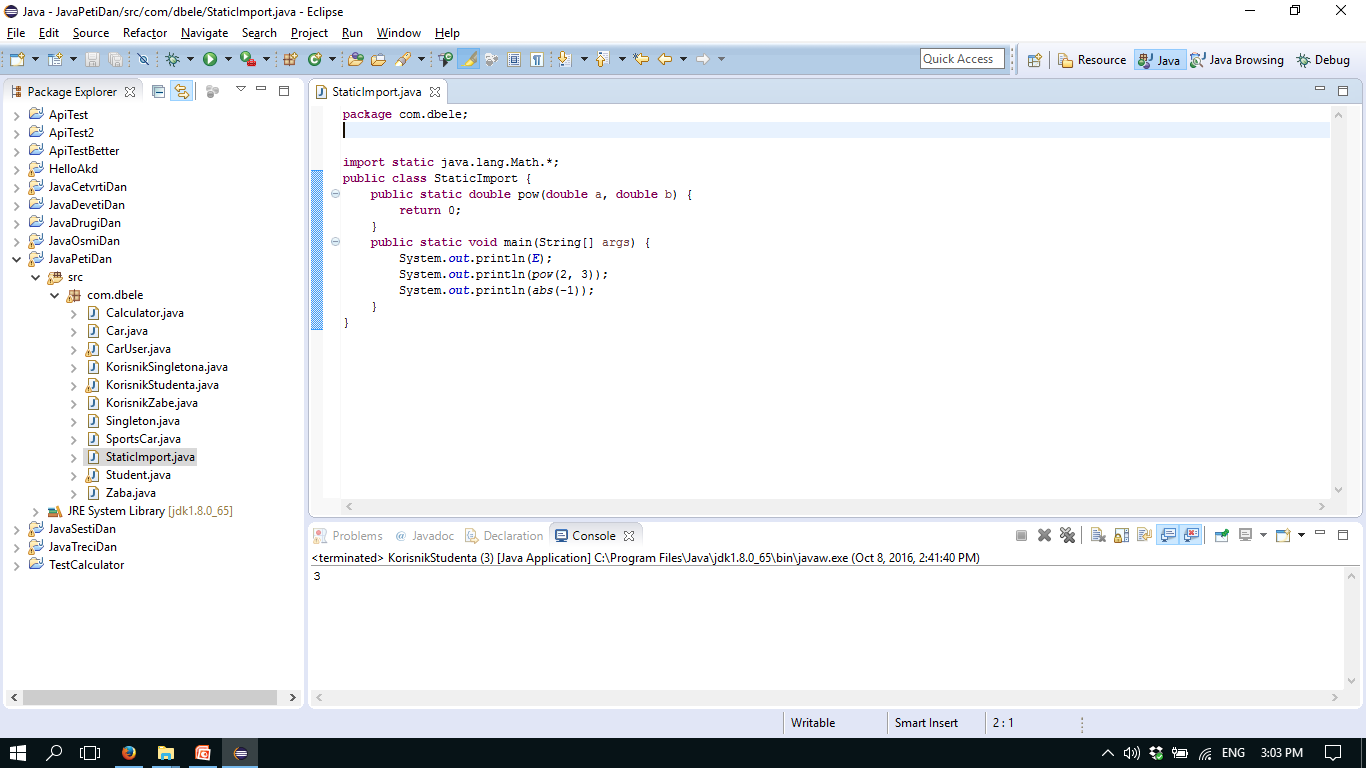 Java - JavaPetiDan/src/com/dbele/StaticImport.java - Eclipse
File Edit Source Refactor Navigate Search Project Run Window Help
Quick Access Resource Java Java Browsing Debug
Package Explorer
ApiTest
ApiTest2
ApiTestBetter
HelloAkd
JavaCetvrtiDan
JavaDevetiDan
JavaDrugiDan
JavaOsmiDan
JavaPetiDan
src
com.dbele
Calculator.java
Car.java
CarUser.java
KorisnikSingletona.java
KorisnikStudenta.java
KorisnikZabe.java
Singleton.java
SportsCar.java
StaticImport.java
Student.java
Zaba.java
JRE System Library [jdk1.8.0_65]
JavaSestiDan
JavaTreciDan
TestCalculator
StaticImport.java
package com.dbele;
import static java.lang.Math.*;
public class StaticImport {
public static double pow(double a, double b) {
return 0;
}
public static void main(String[] args) {
System.out.println(E);
System.out.println(pow(2, 3));
System.out.println(abs(-1));
}
}
Problems @ Javadoc Declaration Console
<terminated> KorisnikStudenta (3) [Java Application] C:\Program Files\Java\jdk1.8.0_65\bin\javaw.exe (Oct 8, 2016, 2:41:40 PM)
3
Writable Smart Insert 2 : 1
ENG 3:03 PM